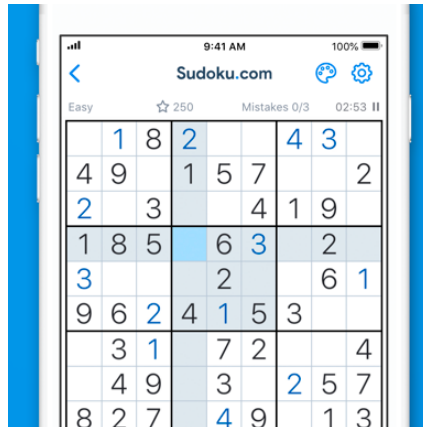 9:41 AM 100%
Sudoku.com
Easy 250 Mistakes 0/3 02:53
1 8 2 4 3
4 9 1 5 7 2
2 3 4 1 9
1 8 5 6 3 2
3 2 6 1
9 6 2 4 1 5 3
3 1 7 2 4
4 9 3 2 5 7
8 2 7 4 9 1 3